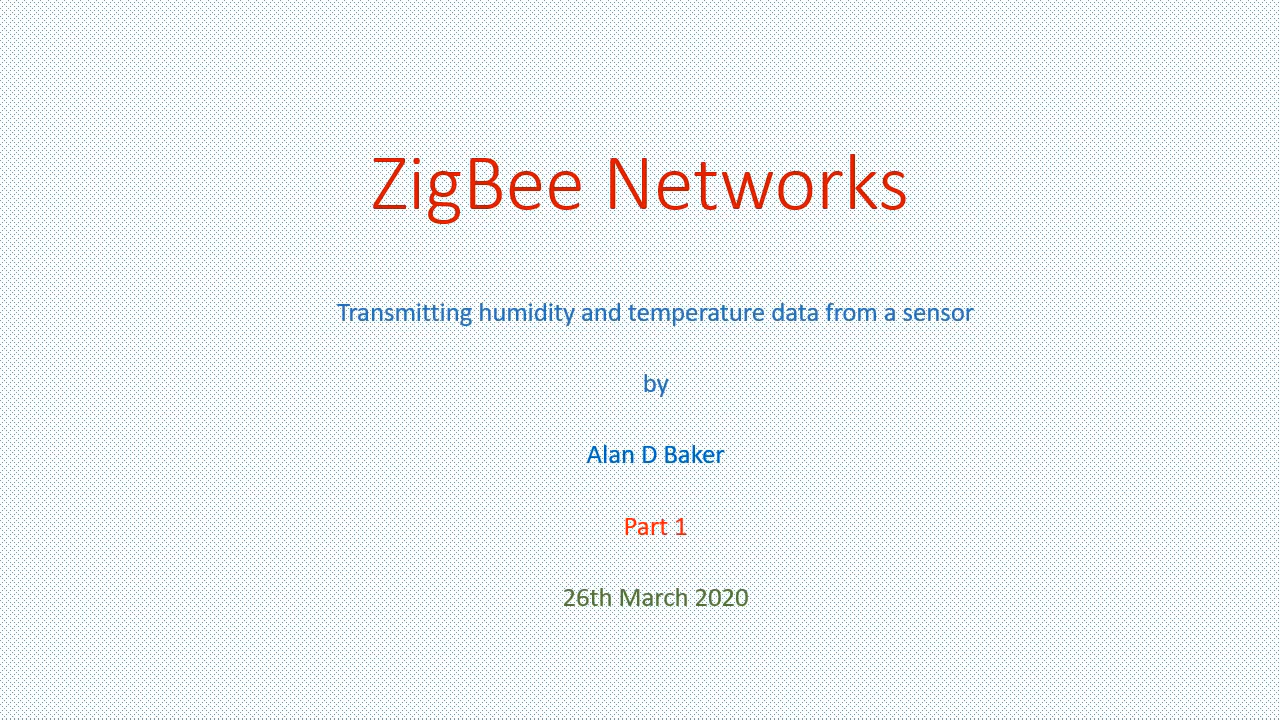 ZigBee Networks
Transmitting humidity and temperature data from a sensor
by
Alan D Baker
Part 1
26th March 2020